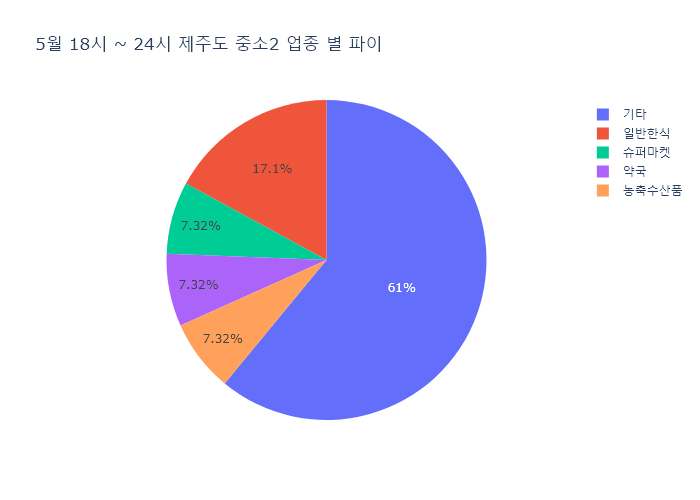 5월 18시 ~ 24시 제주도 중소2 업종 별 파이
기타
일반한식
슈퍼마켓
약국
농축수산품
17.1%
7.32%
7.32%
7.32%
61%